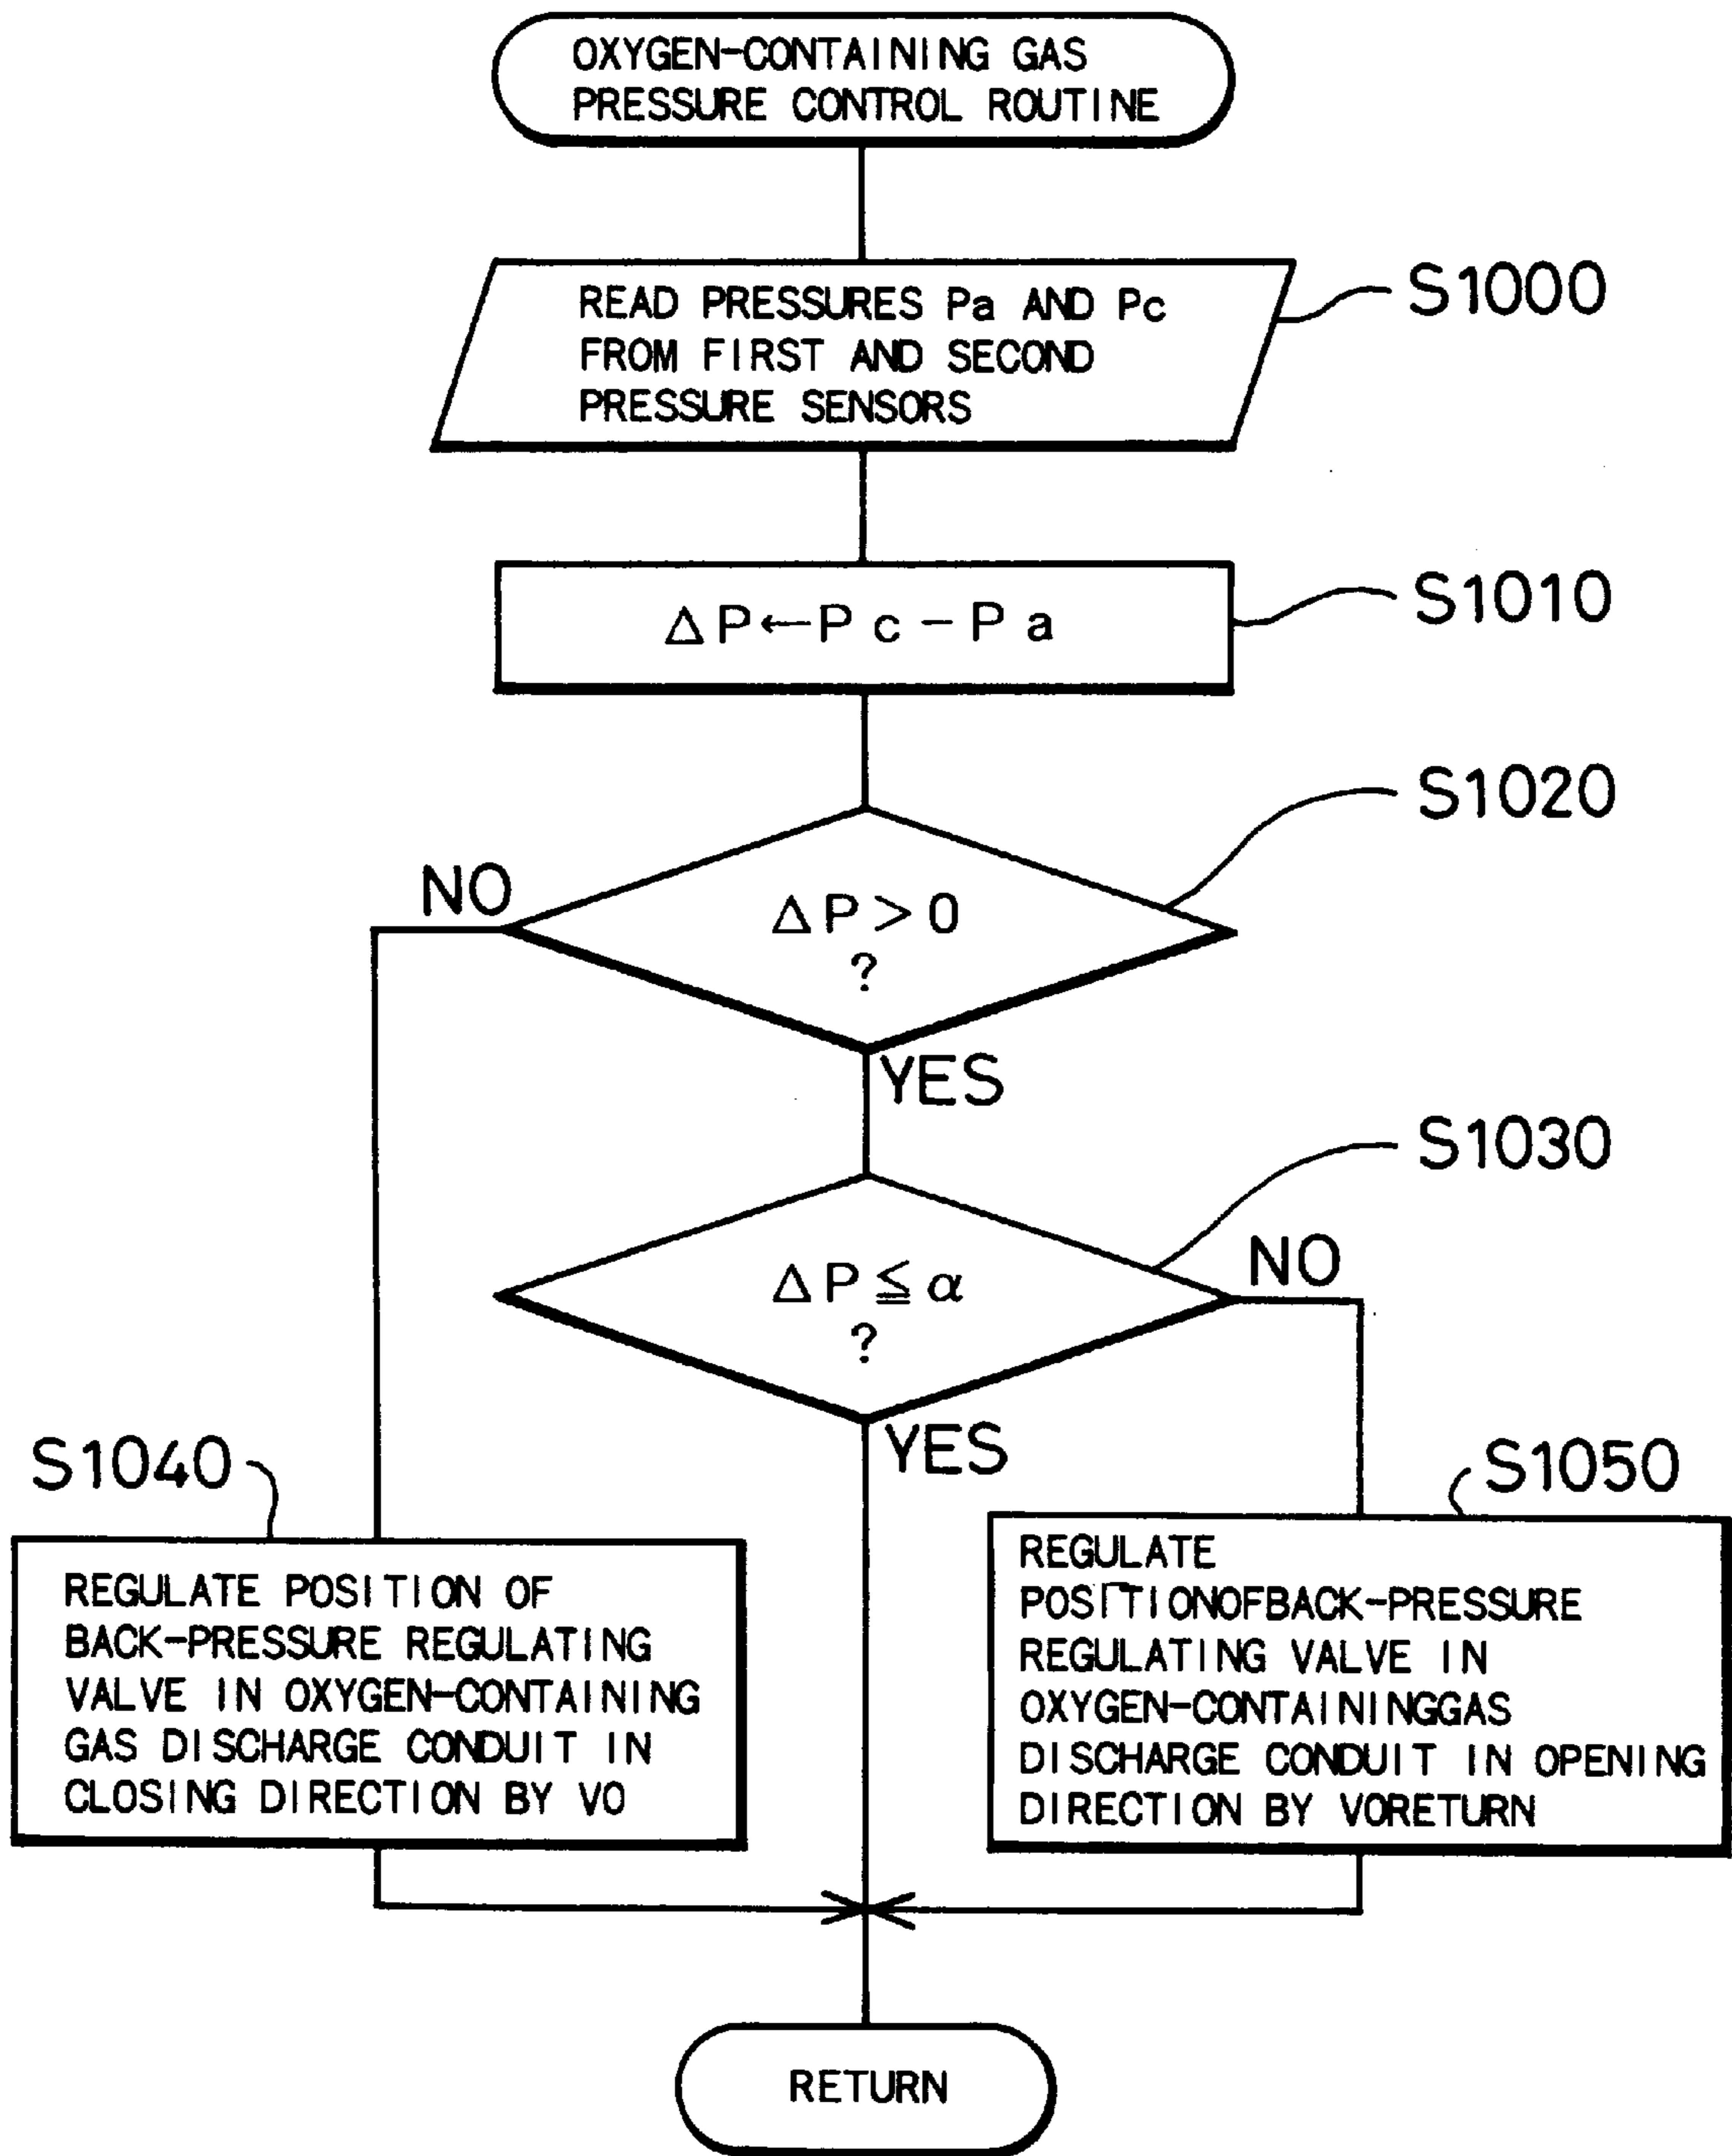 OXYGEN-CONTAINING GAS
PRESSURE CONTROL ROUTINE
READ PRESSURES Pa AND Pc
FROM FIRST AND SECOND
PRESSURE SENSORS
S1000
ΔP←Pc-Pa
S1010
S1020
NO
ΔP>0
?
YES
S1030
ΔP≦α
?
NO
YES
S1040
REGULATE POSITION OF
BACK-PRESSURE REGULATING
VALVE IN OXYGEN-CONTAINING
GAS DISCHARGE CONDUIT IN
CLOSING DIRECTION BY VO
S1050
REGULATE
POSITIONOFBACK-PRESSURE
REGULATING VALVE IN
OXYGEN-CONTAININGGAS
DISCHARGE CONDUIT IN OPENING
DIRECTION BY VORETURN
RETURN